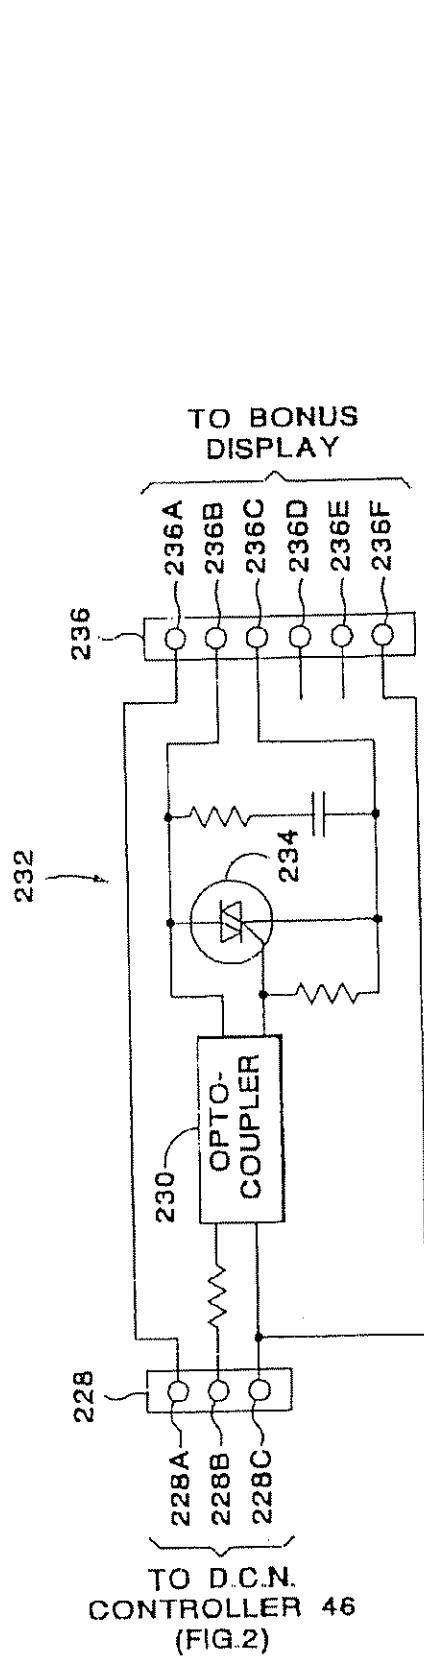 TO BONUS
DISPLAY
236
236A
236B
236C
236D
236E
236F
232
234
230
OPTO-
COUPLER
228
228A
228B
228C
TO D.C.N.
CONTROLLER 46
(FIG.2)